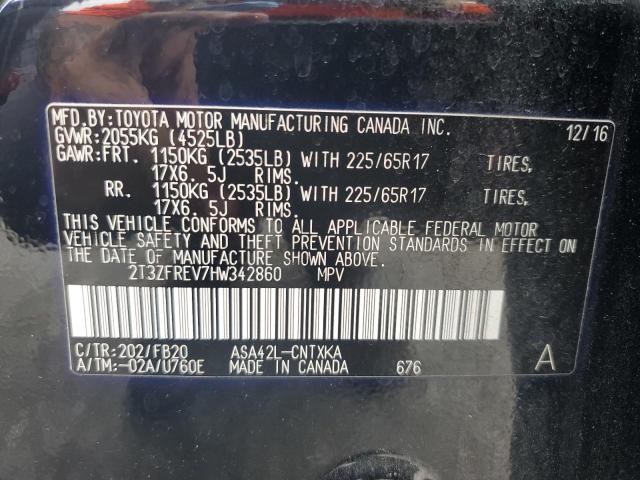 MFD.BY:TOYOTA MOTOR MANUFACTURING CANADA INC. 12/16
GVWR:2055KG (4525LB)
GAWR:FRT. 1150KG (2535LB) WITH 225/65R17 TIRES,
17X6. 5J RIMS.
RR. 1150KG (2535LB) WITH 225/65R17 TIRES,
17X6. 5J RIMS.
THIS VEHICLE CONFORMS TO ALL APPLICABLE FEDERAL MOTOR
VEHICLE SAFETY AND THEFT PREVENTION STANDARDS IN EFFECT ON
THE DATE OF MANUFACTURE SHOWN ABOVE.
2T3ZFREV7HW342860 MPV
C/TR:202/FB20 ASA42L-CNTXKA
A/TM:-02A/U760E MADE IN CANADA 676 A